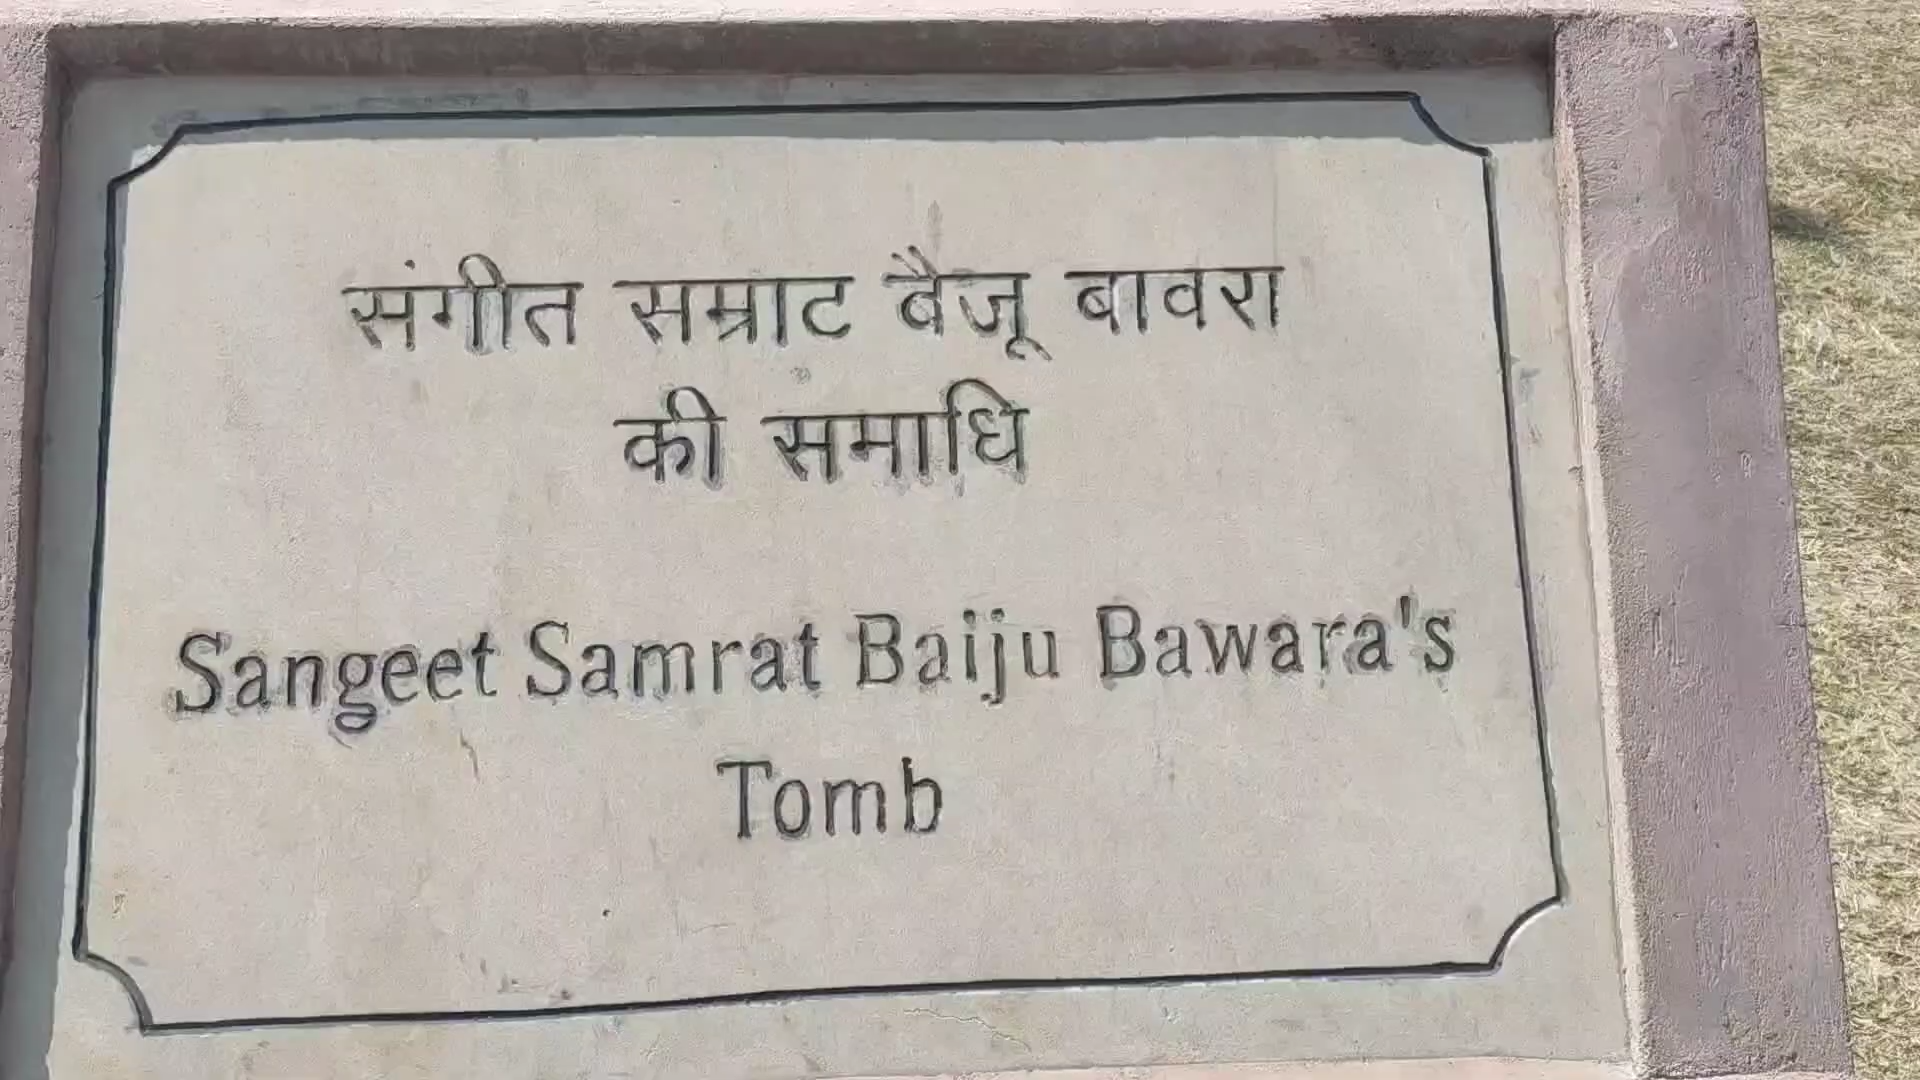 संगीत सम्राट बैजू बावरा
की समाधि
Sangeet Samrat Baiju Bawara's
Tomb